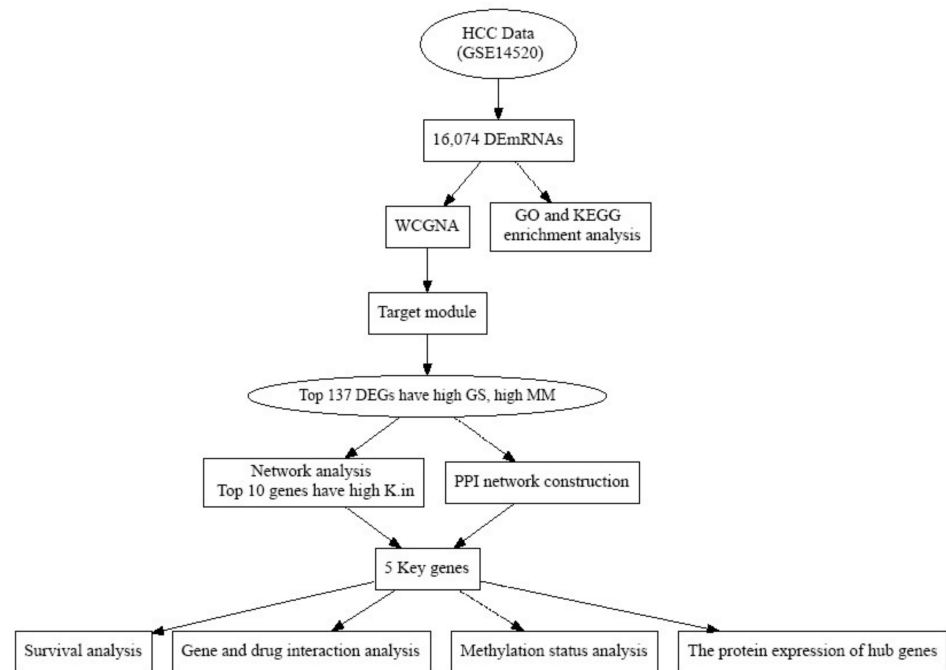 HCC Data
(GSE14520)
16,074 DEmRNAs
WCGNA
GO and KEGG
enrichment analysis
Target module
Top 137 DEGs have high GS, high MM
Network analysis
Top 10 genes have high K.in
PPI network construction
5 Key genes
Survival analysis
Gene and drug interaction analysis
Methylation status analysis
The protein expression of hub genes